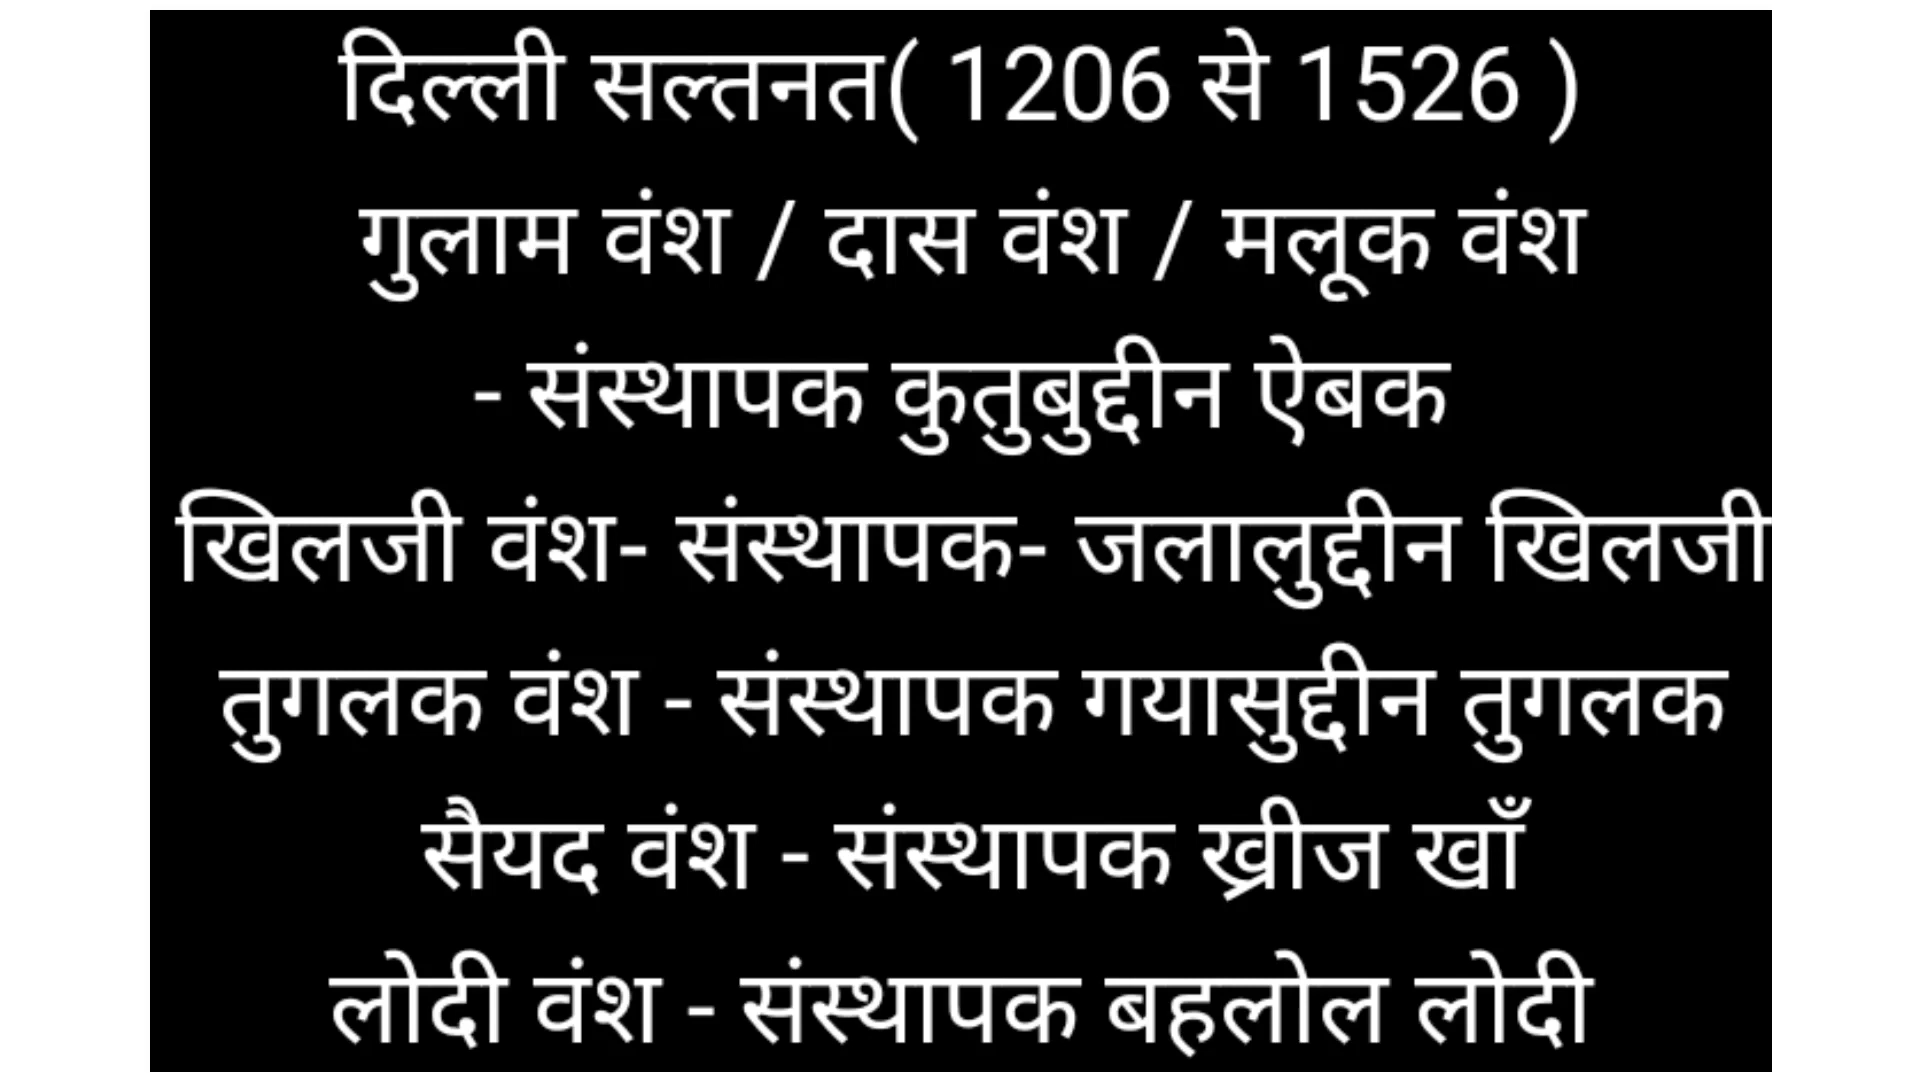 दिल्ली सल्तनत( 1206 से 1526 )
गुलाम वंश / दास वंश / मलूक वंश
- संस्थापक कुतुबुद्दीन ऐबक
खिलजी वंश- संस्थापक- जलालुद्दीन खिलजी
तुगलक वंश - संस्थापक गयासुद्दीन तुगलक
सैयद वंश - संस्थापक ख्रीज खाँ
लोदी वंश - संस्थापक बहलोल लोदी